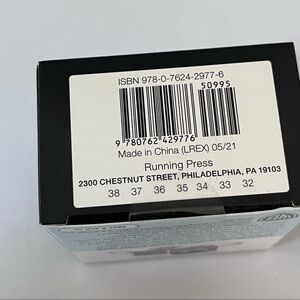 ISBN 978-0-7624-2977-6
50995
9 780762 429776
Made in China (LREX) 05/21
Running Press
2300 CHESTNUT STREET, PHILADELPHIA, PA 19103
38 37 36 35 34 33 32